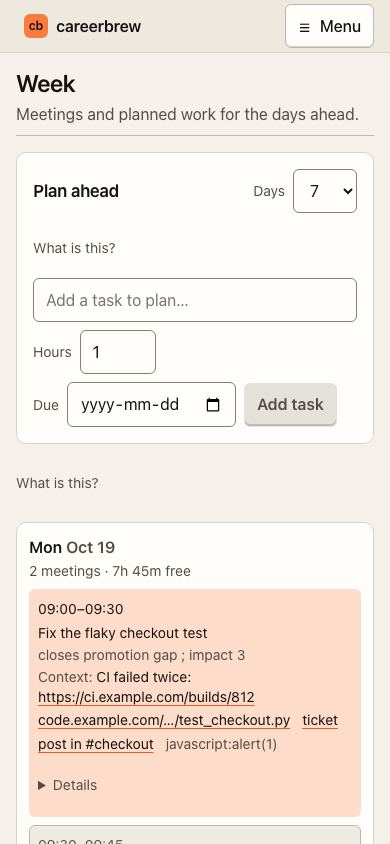 cb careerbrew
≡ Menu
Week
Meetings and planned work for the days ahead.
Plan ahead
Days 7
What is this?
Add a task to plan...
Hours 1
Due yyyy-mm-dd Add task
What is this?
Mon Oct 19
2 meetings · 7h 45m free
09:00–09:30
Fix the flaky checkout test
closes promotion gap ; impact 3
Context: CI failed twice:
https://ci.example.com/builds/812
code.example.com/…/test_checkout.py ticket
post in #checkout javascript:alert(1)
▶ Details
09:30–09:45